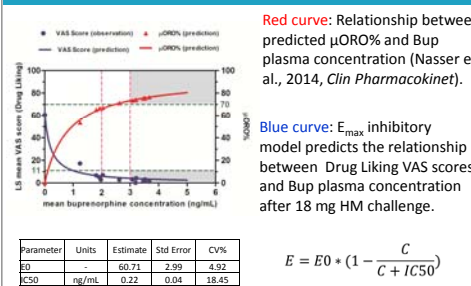 VAS Score (observation) μORO% (prediction)
VAS Score (prediction) μORO% (prediction)
LS mean VAS score (Drug Liking)
100
80
60
40
20
11
0
100
80
70
60
40
20
0
μORO%
0 1 2 3 4 5 6
mean buprenorphine concentration (ng/mL)
Red curve: Relationship betwee
predicted μORO% and Bup
plasma concentration (Nasser e
al., 2014, Clin Pharmacokinet).
Blue curve: Emax inhibitory
model predicts the relationship
between Drug Liking VAS scores
and Bup plasma concentration
after 18 mg HM challenge.
Parameter Units Estimate Std Error CV%
E0 - 60.71 2.99 4.92
IC50 ng/mL 0.22 0.04 18.45
E = E0 ∗ (1 − C / (C + IC50))